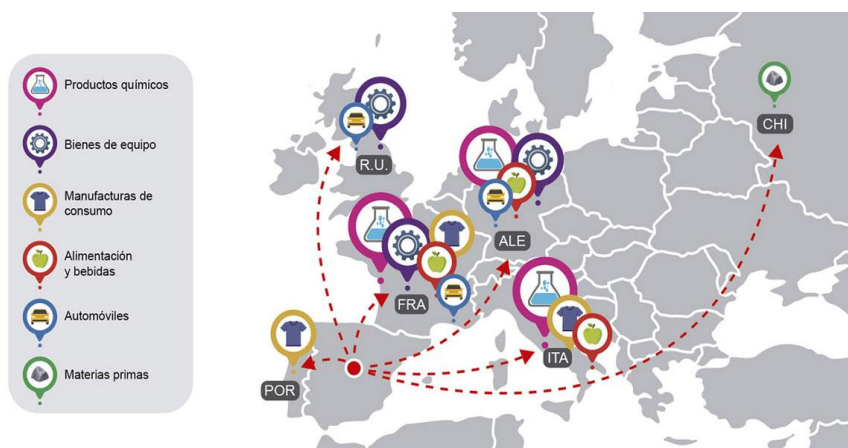 Productos químicos
Bienes de equipo
Manufacturas de
consumo
Alimentación
y bebidas
Automóviles
Materias primas
R.U.
CHI
ALE
FRA
ITA
POR